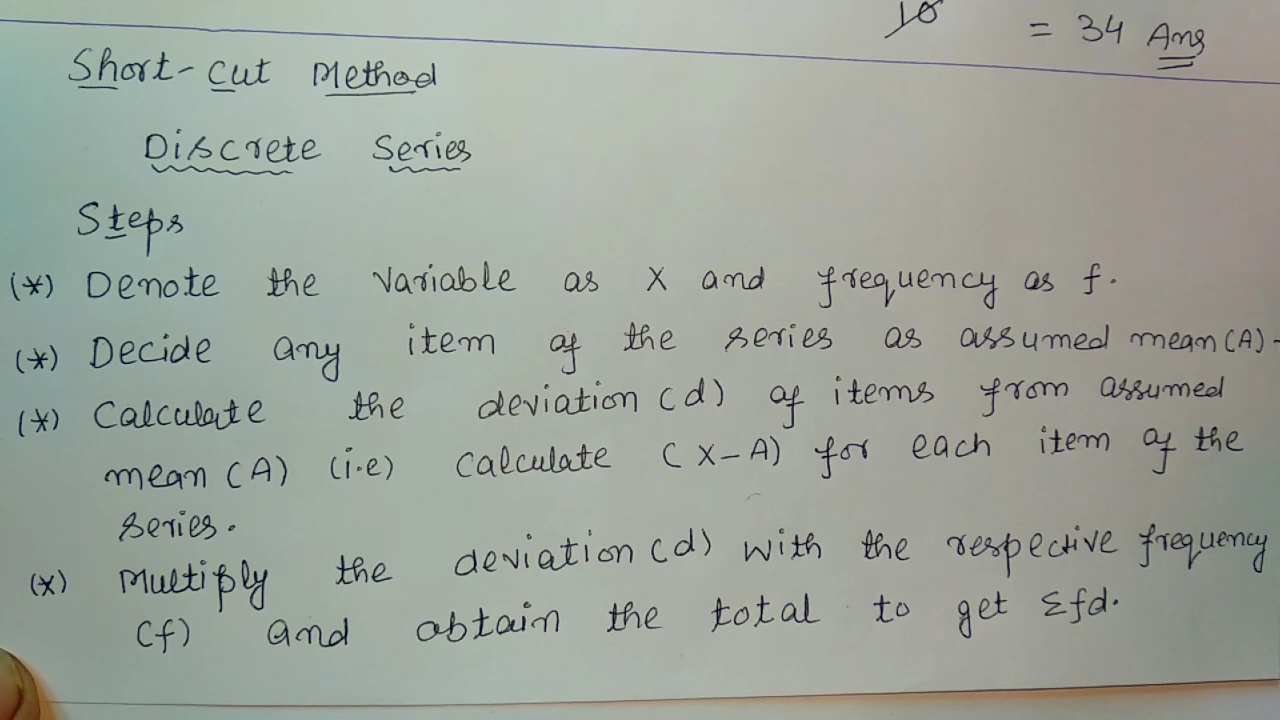 10
= 34 Ans
Short-cut Method
Discrete Series
Steps
(*) Denote the variable as X and frequency as f.
(*) Decide any item of the series as assumed mean (A).
(*) Calculate the deviation (d) of items from assumed
mean (A) (i.e) calculate (X-A) for each item of the
series.
(*) Multiply the deviation (d) with the respective frequency
(f) and obtain the total to get Σfd.